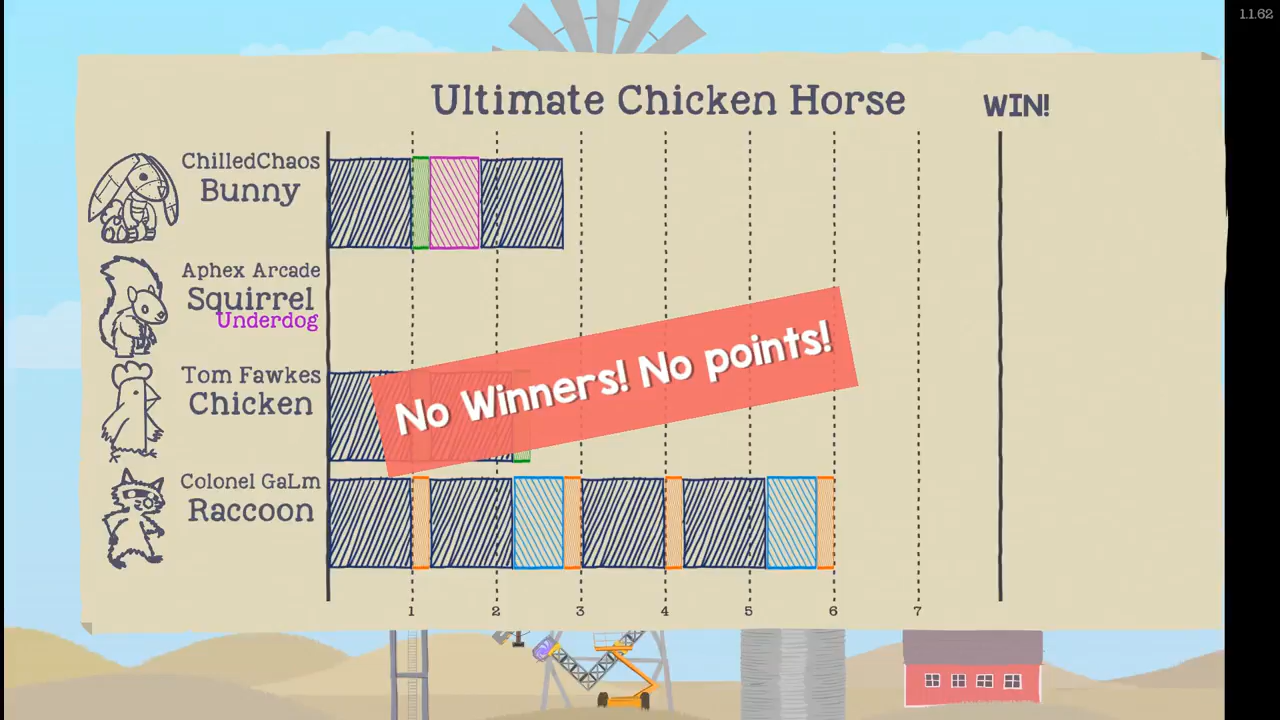 1.1.62
Ultimate Chicken Horse
WIN!
ChilledChaos
Bunny
Aphex Arcade
Squirrel
Underdog
Tom Fawkes
Chicken
No Winners! No points!
Colonel GaLm
Raccoon
1 2 3 4 5 6 7